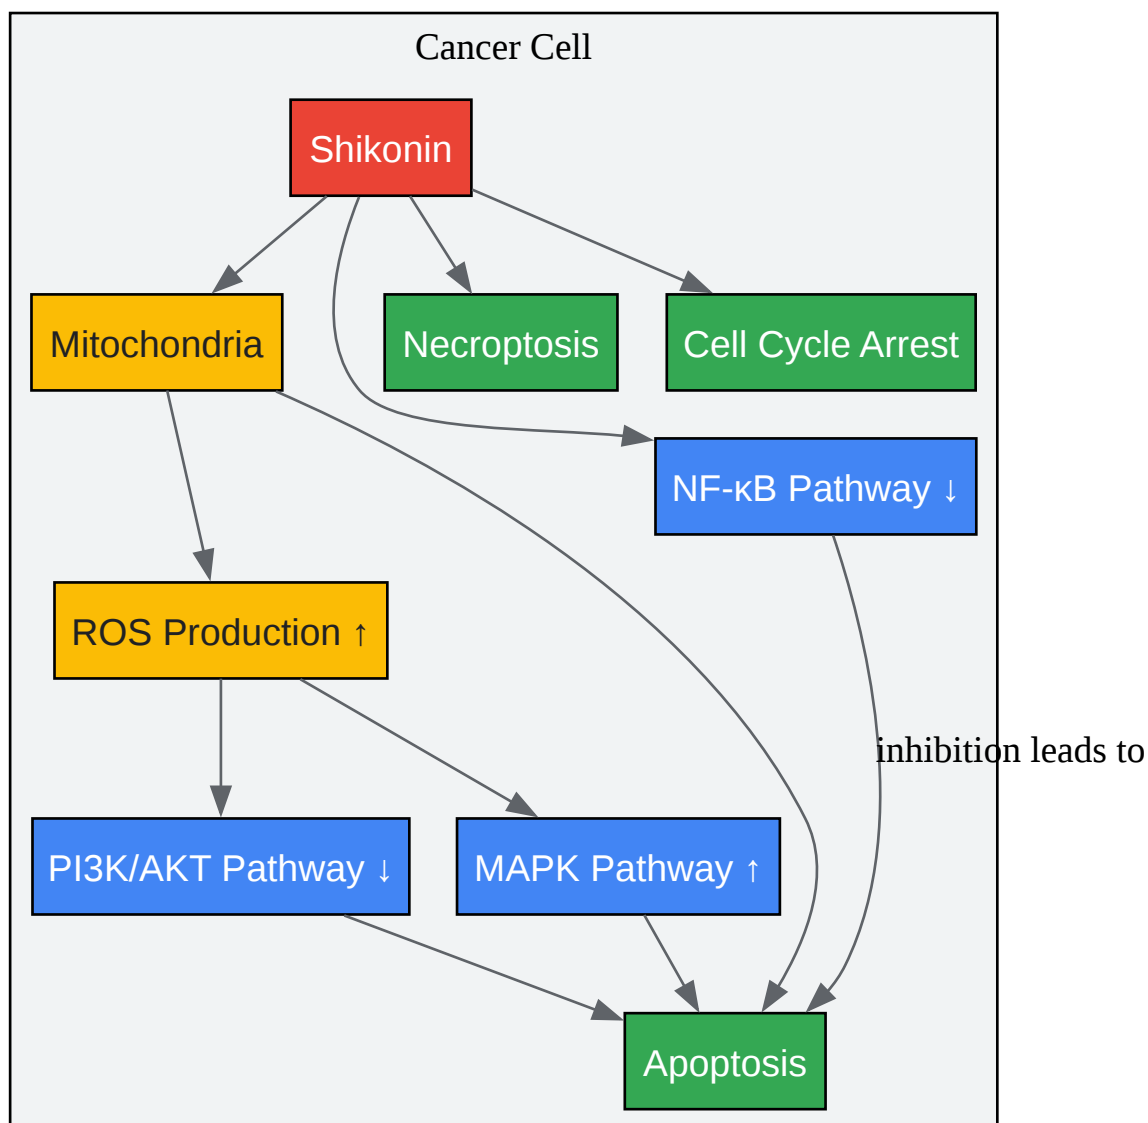 Cancer Cell
Shikonin
Mitochondria
Necroptosis
Cell Cycle Arrest
NF-κB Pathway ↓
ROS Production ↑
inhibition leads to
PI3K/AKT Pathway ↓
MAPK Pathway ↑
Apoptosis